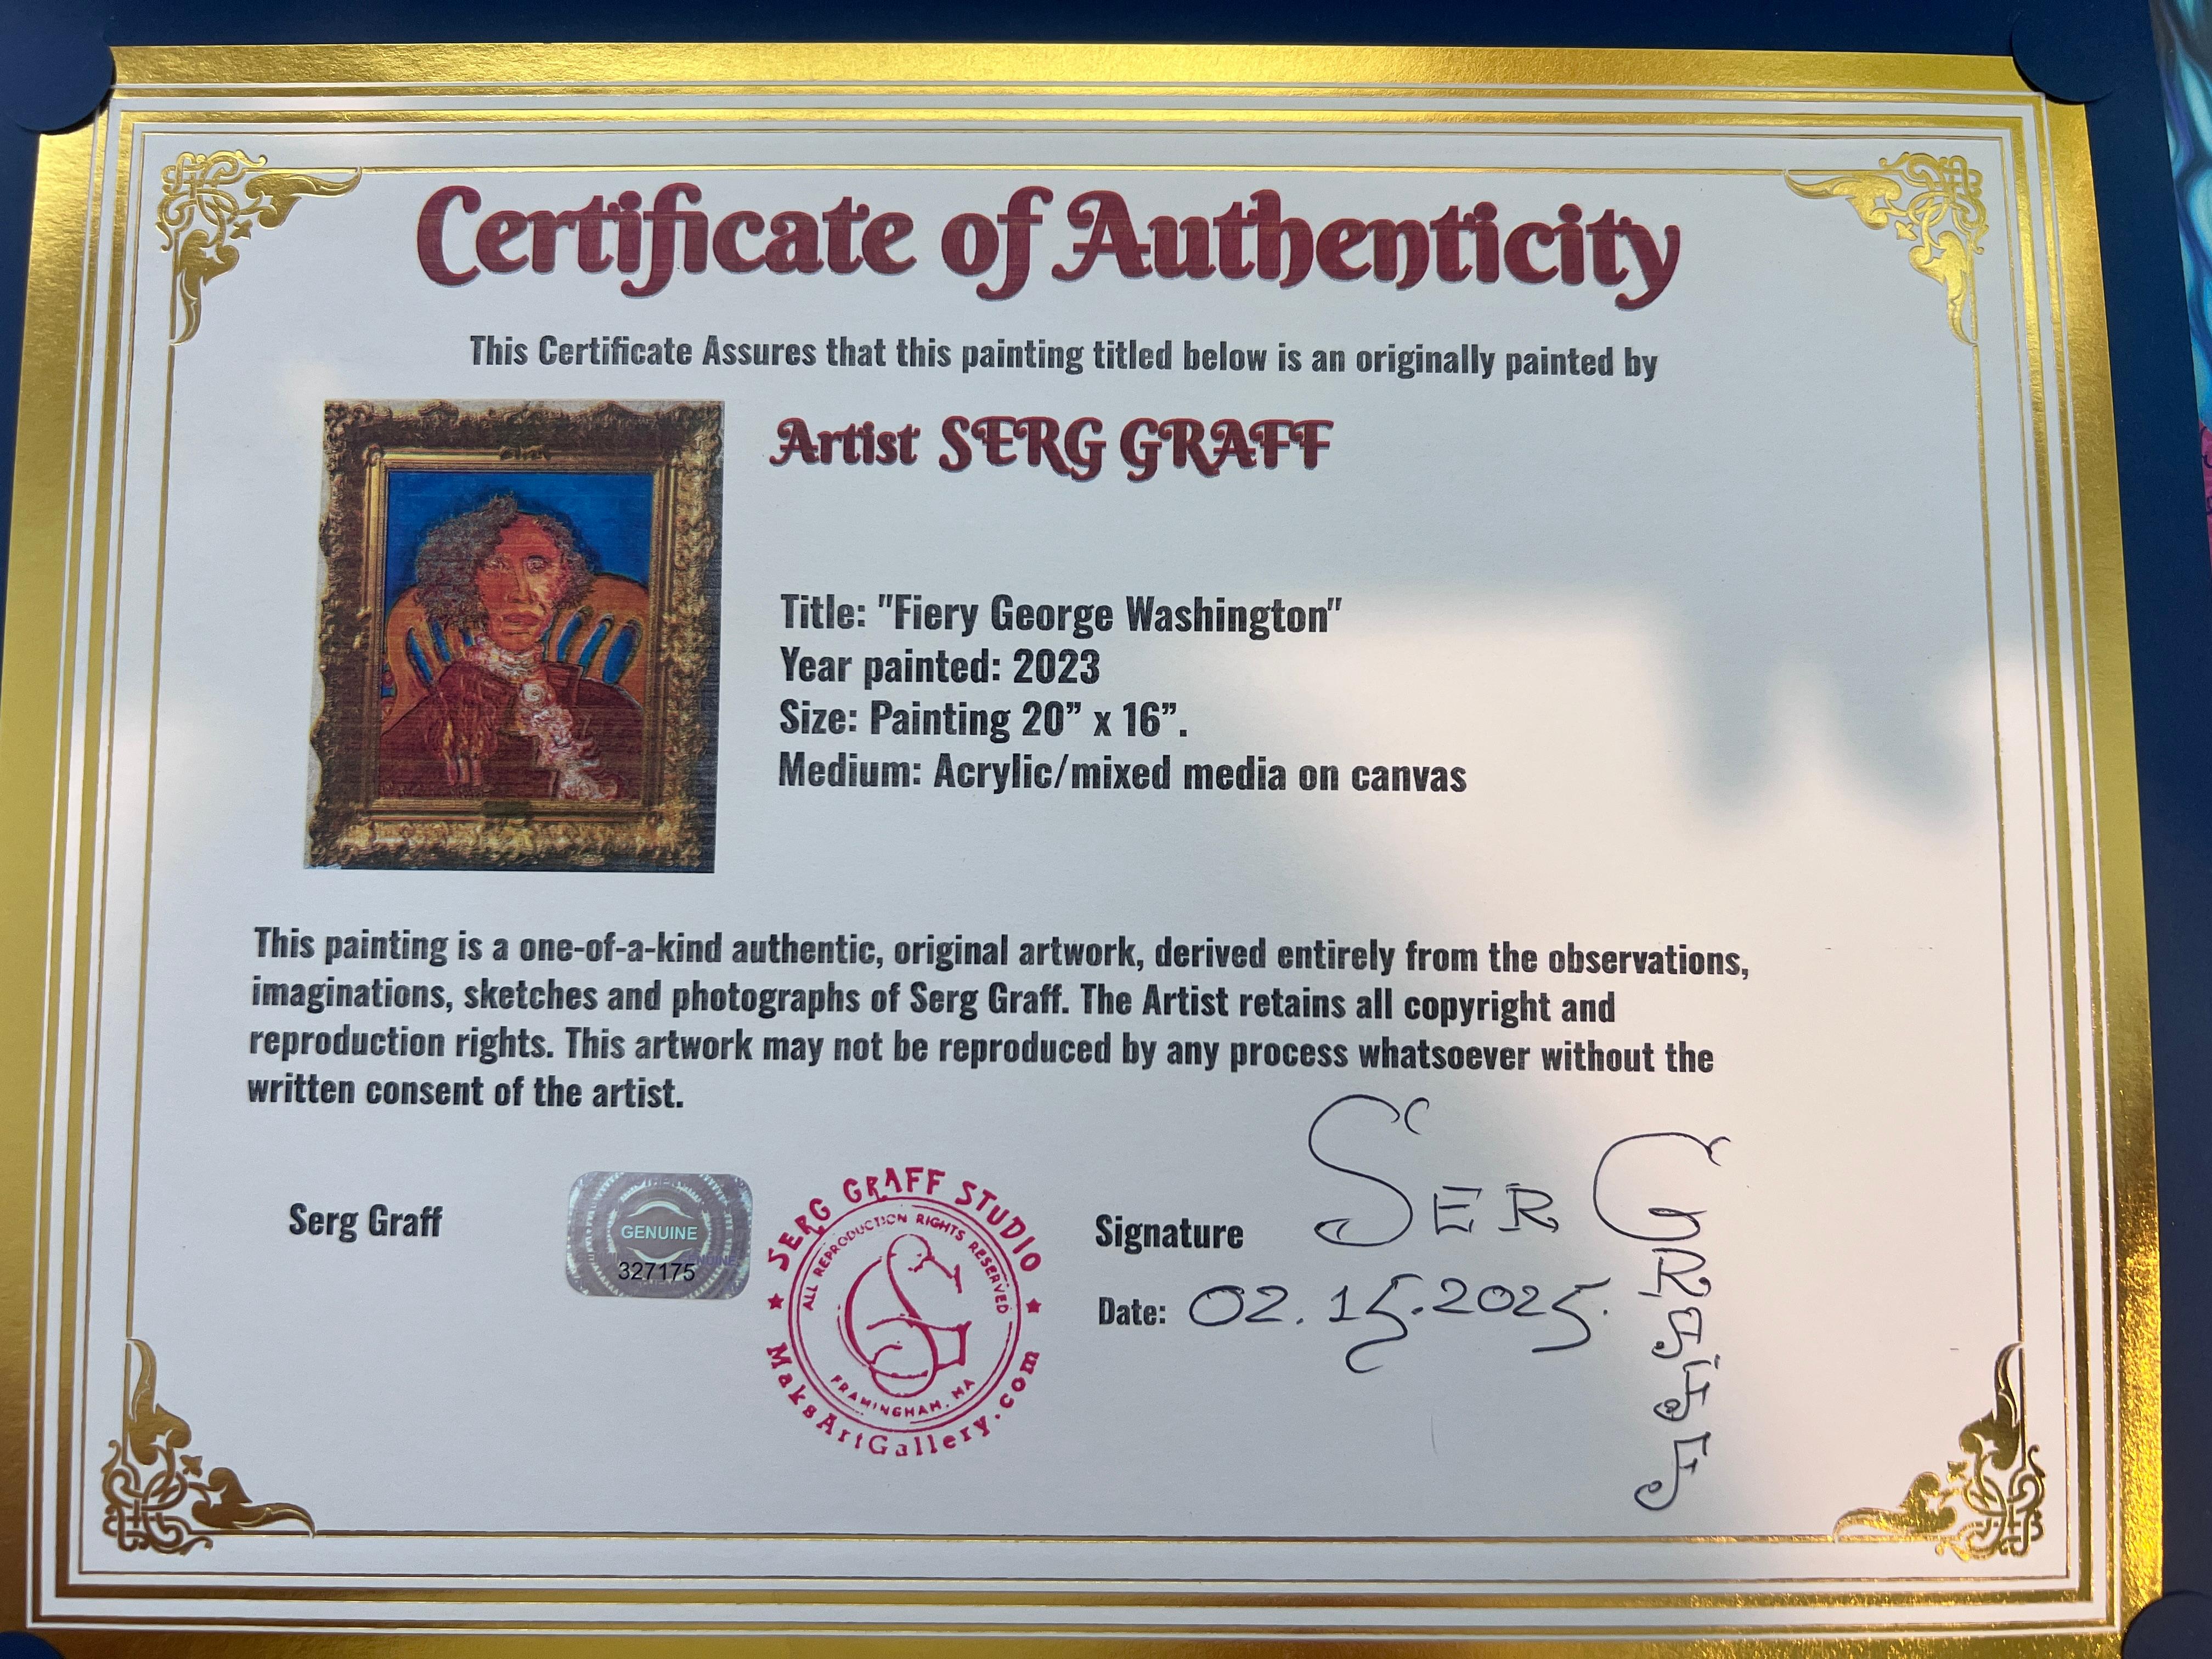 Certificate of Authenticity
This Certificate Assures that this painting titled below is an originally painted by
Artist SERG GRAFF
Title: "Fiery George Washington"
Year painted: 2023
Size: Painting 20” x 16”.
Medium: Acrylic/mixed media on canvas
This painting is a one-of-a-kind authentic, original artwork, derived entirely from the observations,
imaginations, sketches and photographs of Serg Graff. The Artist retains all copyright and
reproduction rights. This artwork may not be reproduced by any process whatsoever without the
written consent of the artist.
Serg Graff
GENUINE
327175
SERG GRAFF STUDIO
ALL REPRODUCTION RIGHTS RESERVED
FRAMINGHAM, MA
MaksArtGallery.com
Signature
SERG
GRAFF
Date: 02.15.2025.